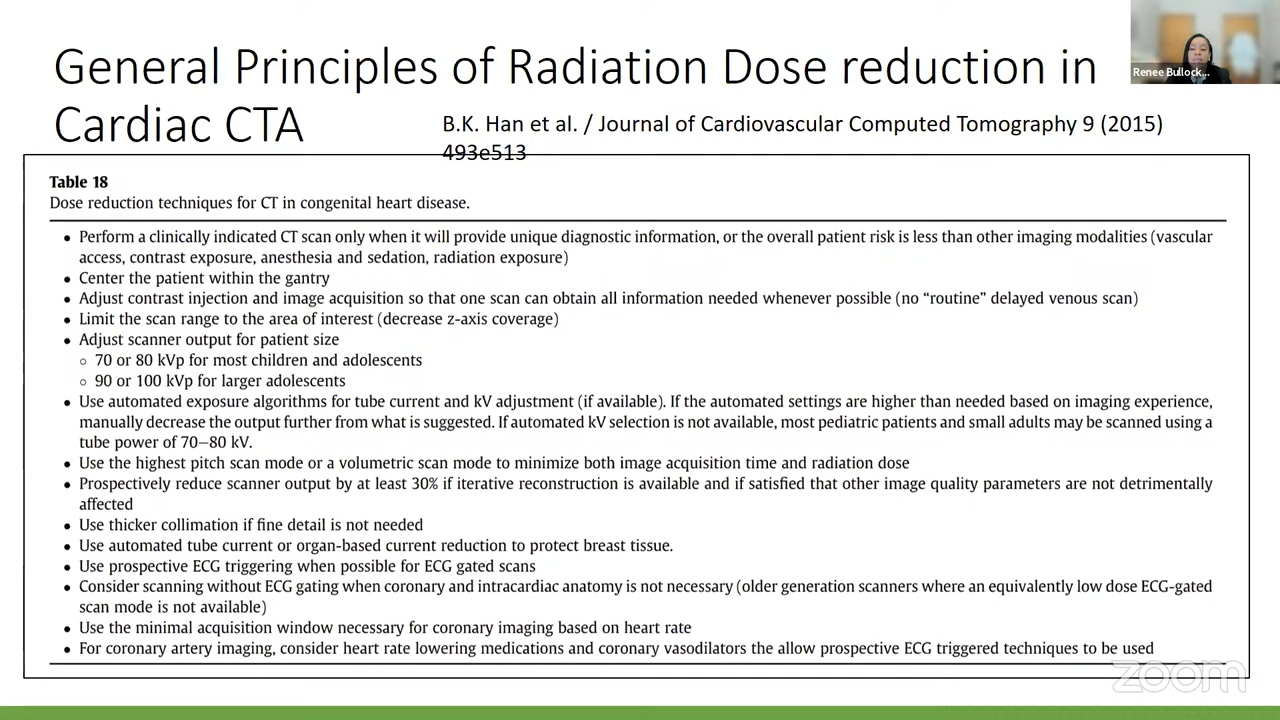 General Principles of Radiation Dose reduction in
Cardiac CTA
Renee Bullock...
B.K. Han et al. / Journal of Cardiovascular Computed Tomography 9 (2015)
493e513
Table 18
Dose reduction techniques for CT in congenital heart disease.
• Perform a clinically indicated CT scan only when it will provide unique diagnostic information, or the overall patient risk is less than other imaging modalities (vascular
access, contrast exposure, anesthesia and sedation, radiation exposure)
• Center the patient within the gantry
• Adjust contrast injection and image acquisition so that one scan can obtain all information needed whenever possible (no “routine” delayed venous scan)
• Limit the scan range to the area of interest (decrease z-axis coverage)
• Adjust scanner output for patient size
○ 70 or 80 kVp for most children and adolescents
○ 90 or 100 kVp for larger adolescents
• Use automated exposure algorithms for tube current and kV adjustment (if available). If the automated settings are higher than needed based on imaging experience,
manually decrease the output further from what is suggested. If automated kV selection is not available, most pediatric patients and small adults may be scanned using a
tube power of 70–80 kV.
• Use the highest pitch scan mode or a volumetric scan mode to minimize both image acquisition time and radiation dose
• Prospectively reduce scanner output by at least 30% if iterative reconstruction is available and if satisfied that other image quality parameters are not detrimentally
affected
• Use thicker collimation if fine detail is not needed
• Use automated tube current or organ-based current reduction to protect breast tissue.
• Use prospective ECG triggering when possible for ECG gated scans
• Consider scanning without ECG gating when coronary and intracardiac anatomy is not necessary (older generation scanners where an equivalently low dose ECG-gated
scan mode is not available)
• Use the minimal acquisition window necessary for coronary imaging based on heart rate
• For coronary artery imaging, consider heart rate lowering medications and coronary vasodilators the allow prospective ECG triggered techniques to be used
zoom